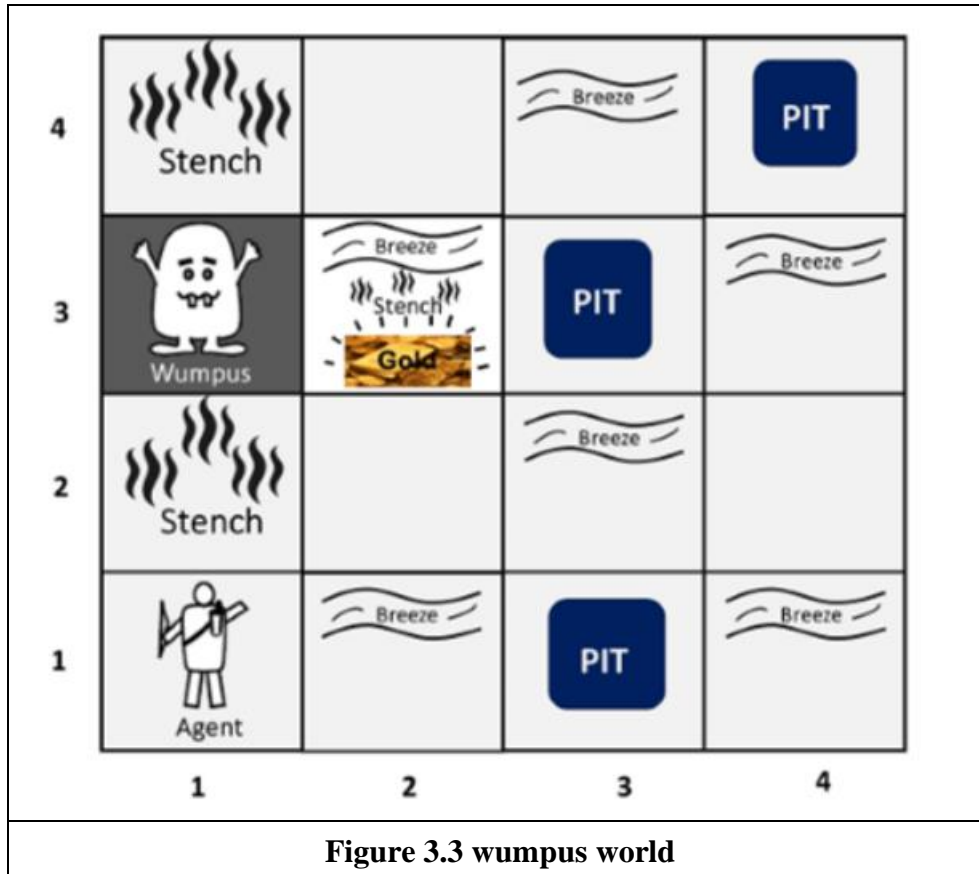 4
Stench
Breeze
PIT
3
Wumpus
Breeze
Stench
Gold
PIT
Breeze
2
Stench
Breeze
1
Agent
Breeze
PIT
Breeze
1 2 3 4
Figure 3.3 wumpus world